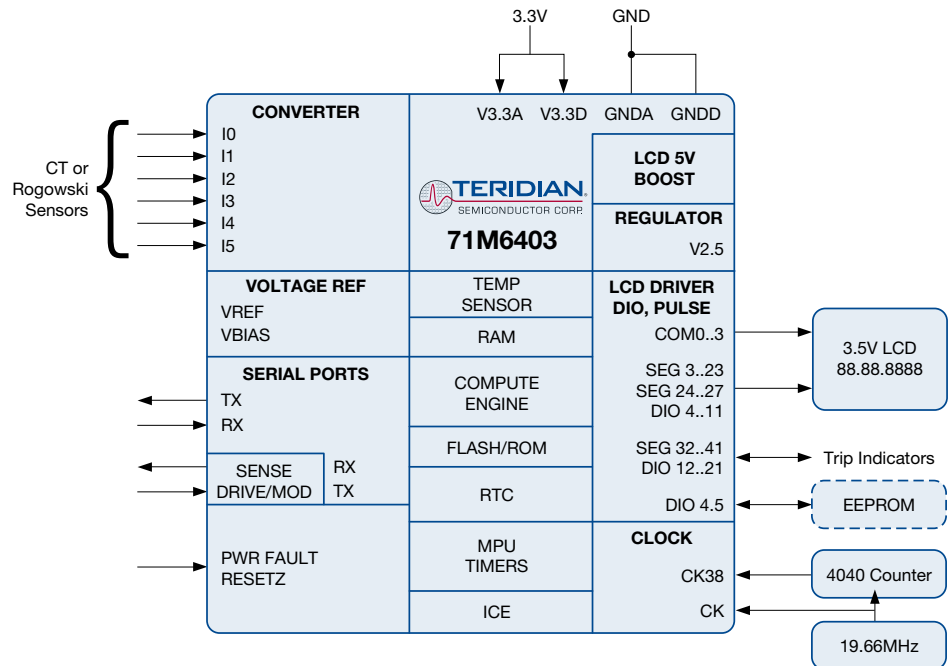 3.3V
GND
V3.3A
V3.3D
GNDA
GNDD
CT or
Rogowski
Sensors
CONVERTER
I0
I1
I2
I3
I4
I5
TERIDIAN
SEMICONDUCTOR CORP.
71M6403
LCD 5V
BOOST
REGULATOR
V2.5
VOLTAGE REF
VREF
VBIAS
TEMP
SENSOR
RAM
LCD DRIVER
DIO, PULSE
COM0..3
SEG 3..23
SEG 24..27
DIO 4..11
SEG 32..41
DIO 12..21
DIO 4.5
3.5V LCD
88.88.8888
Trip Indicators
EEPROM
SERIAL PORTS
TX
RX
SENSE
DRIVE/MOD
RX
TX
COMPUTE
ENGINE
FLASH/ROM
RTC
PWR FAULT
RESETZ
MPU
TIMERS
ICE
CLOCK
CK38
CK
4040 Counter
19.66MHz